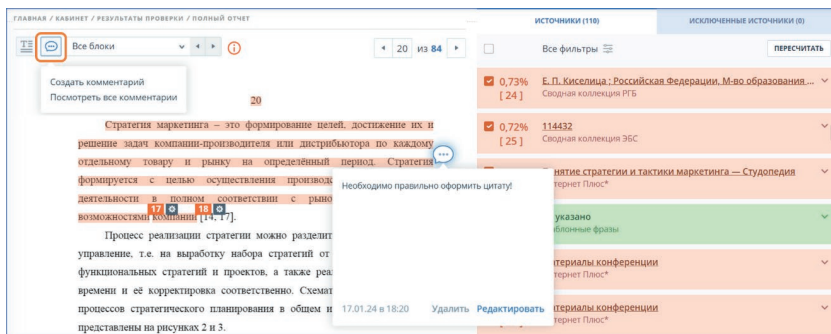 ГЛАВНАЯ / КАБИНЕТ / РЕЗУЛЬТАТЫ ПРОВЕРКИ / ПОЛНЫЙ ОТЧЕТ
Все блоки
20 из 84
Создать комментарий
Посмотреть все комментарии
20
Стратегия маркетинга – это формирование целей, достижение их и
решение задач компании-производителя или дистрибьютора по каждому
отдельному товару и рынку на определённый период. Стратегия
формируется с целью осуществления производс
деятельности в полном соответствии с рыно
17 18
возможностями компании [14, 17].
Процесс реализации стратегии можно разделит
управление, т.е. на выработку набора стратегий от
функциональных стратегий и проектов, а также реа
времени и её корректировка соответственно. Схемат
процессов стратегического планирования в общем и
представлены на рисунках 2 и 3.
Необходимо правильно оформить цитату!
17.01.24 в 18:20 Удалить Редактировать
ИСТОЧНИКИ (110) ИСКЛЮЧЕННЫЕ ИСТОЧНИКИ (0)
Все фильтры ПЕРЕСЧИТАТЬ
0,73% Е. П. Киселица ; Российская Федерации, М-во образования ...
[ 24 ] Сводная коллекция РГБ
0,72% 114432
[ 25 ] Сводная коллекция ЭБС
нятие стратегии и тактики маркетинга — Студопедия
тернет Плюс*
указано
блонные фразы
атериалы конференции
тернет Плюс*
атериалы конференции
тернет Плюс*